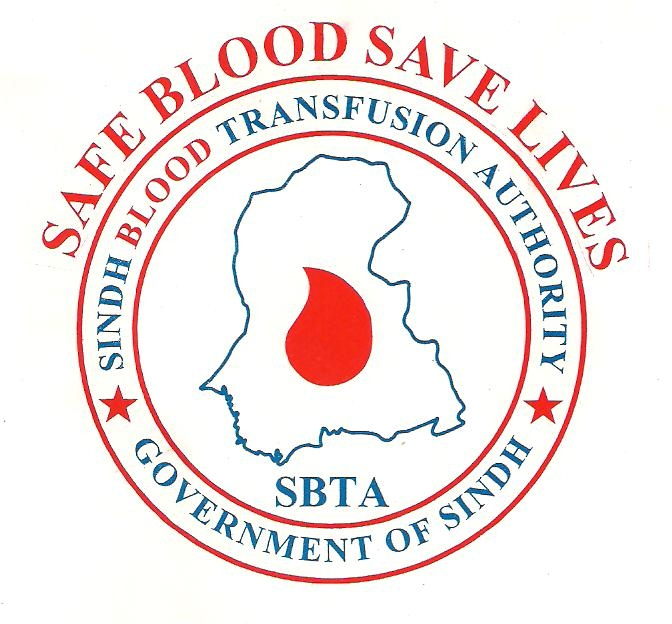 SAFE BLOOD SAVE LIVES
SINDH BLOOD TRANSFUSION AUTHORITY
SBTA
GOVERNMENT OF SINDH